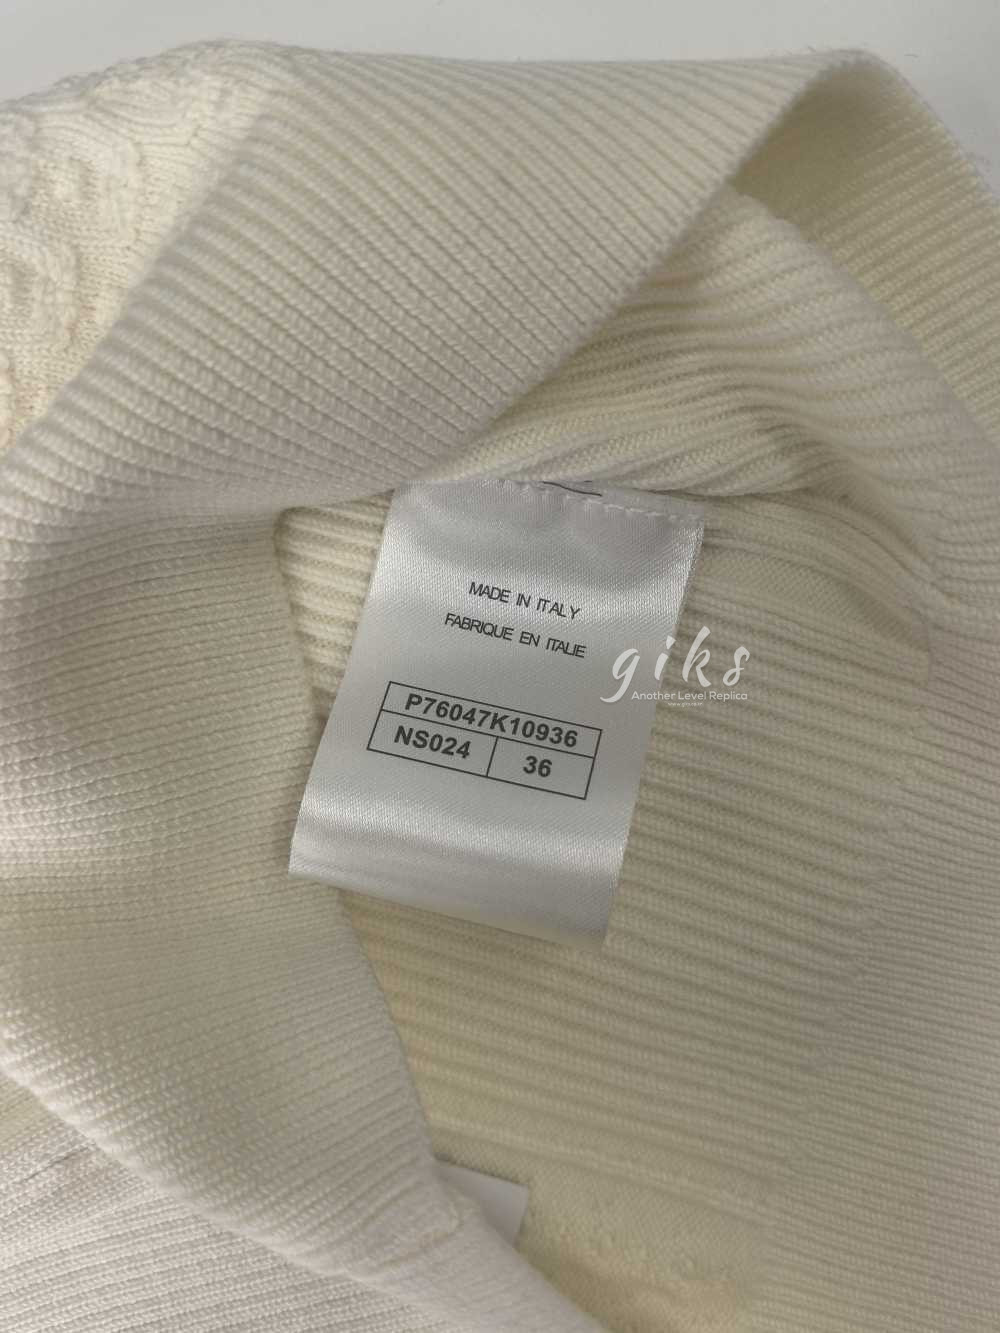 MADE IN ITALY
FABRIQUE EN ITALIE
giks
Another Level Replica
P76047K10936
NS024 36